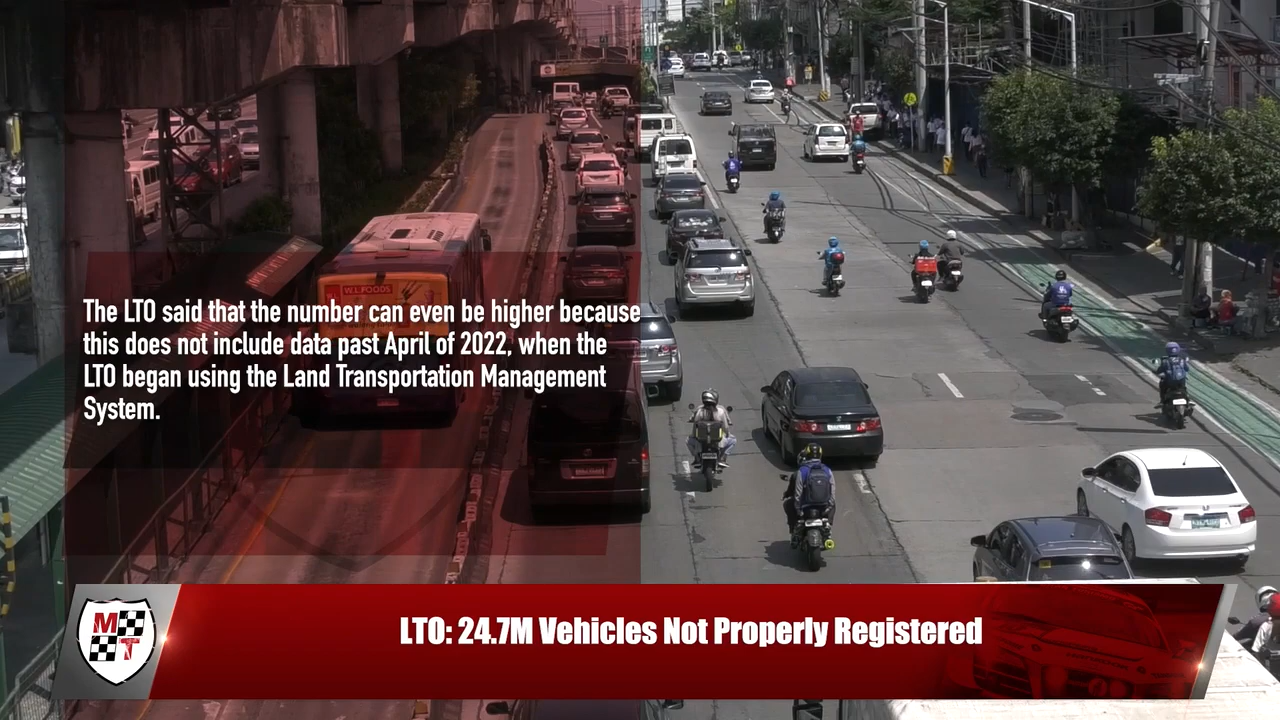 W.L. FOODS
The LTO said that the number can even be higher because
this does not include data past April of 2022, when the
LTO began using the Land Transportation Management
System.
LTO: 24.7M Vehicles Not Properly Registered
M
T